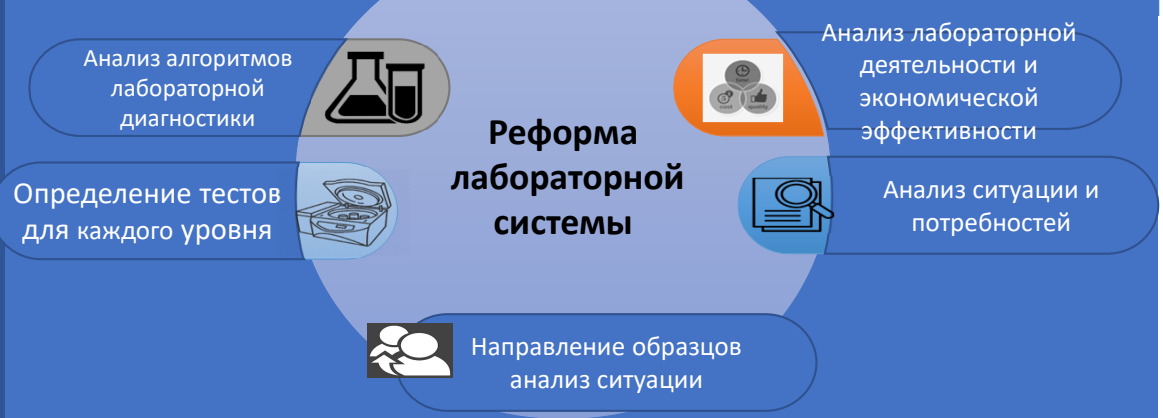 Анализ алгоритмов
лабораторной
диагностики
Определение тестов
для каждого уровня
Реформа
лабораторной
системы
Анализ лабораторной
деятельности и
экономической
эффективности
Анализ ситуации и
потребностей
Направление образцов
анализ ситуации